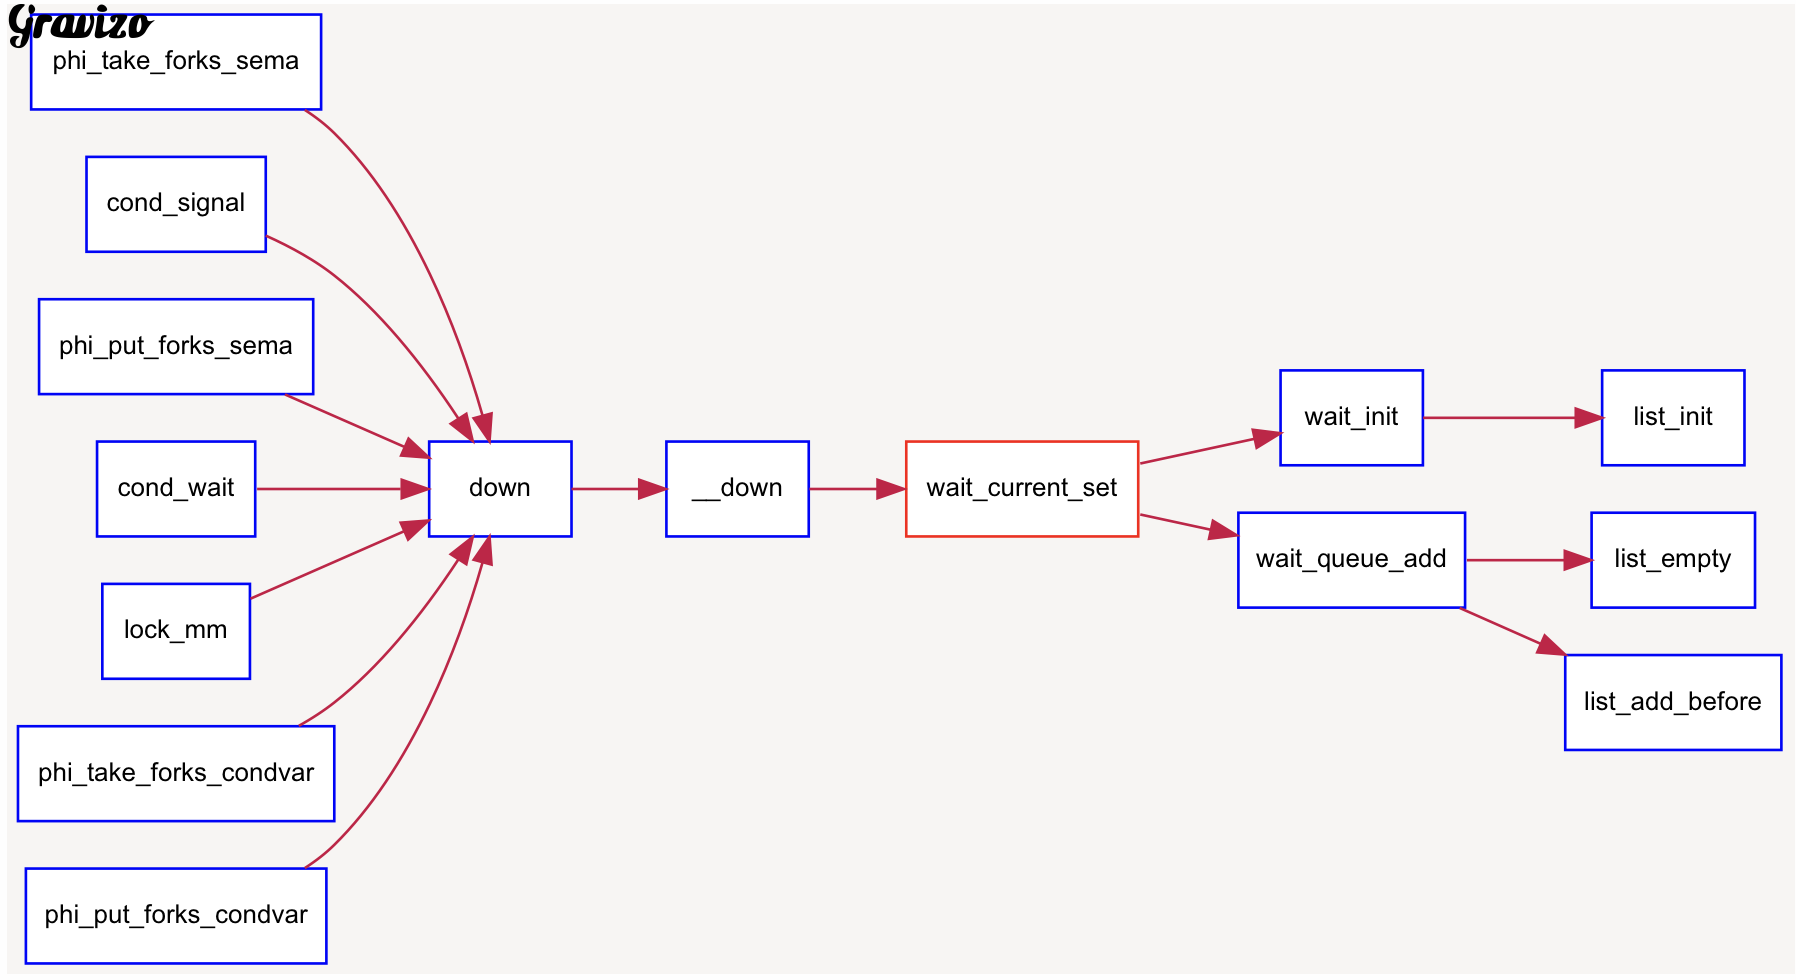 Gravizo
phi_take_forks_sema
cond_signal
phi_put_forks_sema
cond_wait
lock_mm
phi_take_forks_condvar
phi_put_forks_condvar
down
__down
wait_current_set
wait_init
wait_queue_add
list_init
list_empty
list_add_before